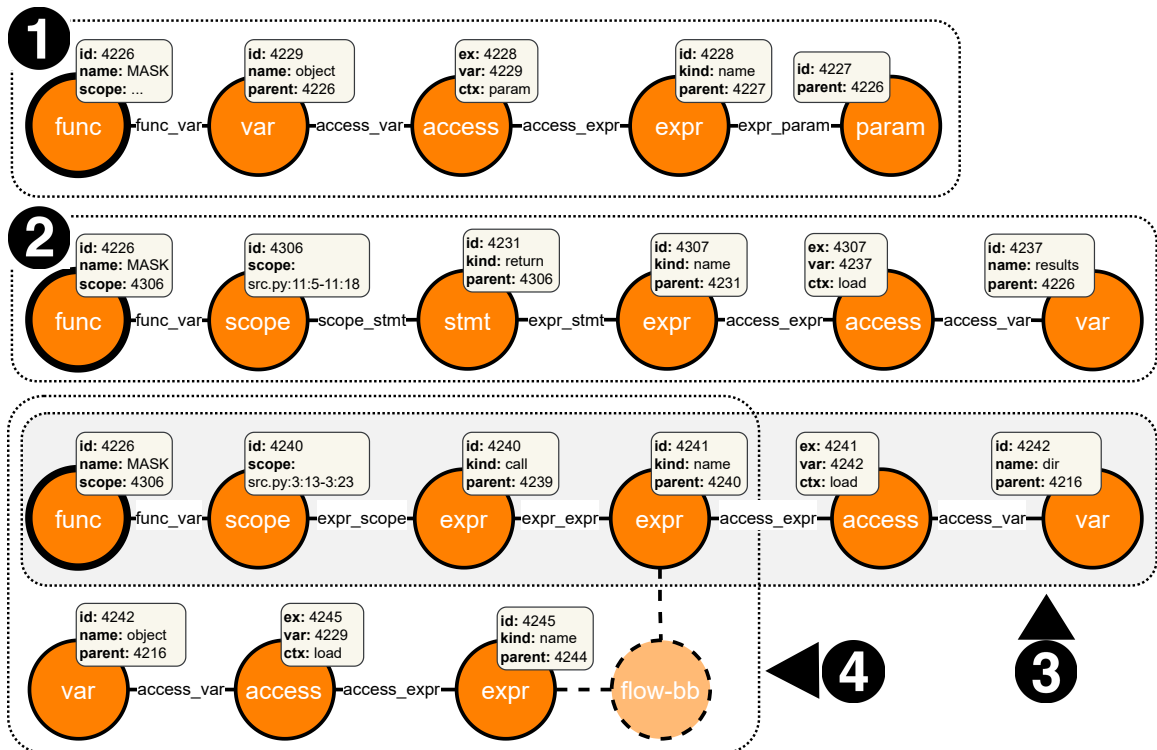 1
id: 4226
name: MASK
scope: ...
id: 4229
name: object
parent: 4226
ex: 4228
var: 4229
ctx: param
id: 4228
kind: name
parent: 4227
id: 4227
parent: 4226
func
func_var
var
access_var
access
access_expr
expr
expr_param
param
2
id: 4226
name: MASK
scope: 4306
id: 4306
scope:
src.py:11:5-11:18
id: 4231
kind: return
parent: 4306
id: 4307
kind: name
parent: 4231
ex: 4307
var: 4237
ctx: load
id: 4237
name: results
parent: 4226
func
func_var
scope
scope_stmt
stmt
expr_stmt
expr
access_expr
access
access_var
var
id: 4226
name: MASK
scope: 4306
id: 4240
scope:
src.py:3:13-3:23
id: 4240
kind: call
parent: 4239
id: 4241
kind: name
parent: 4240
ex: 4241
var: 4242
ctx: load
id: 4242
name: dir
parent: 4216
func
func_var
scope
expr_scope
expr
expr_expr
expr
access_expr
access
access_var
var
id: 4242
name: object
parent: 4216
ex: 4245
var: 4229
ctx: load
id: 4245
kind: name
parent: 4244
var
access_var
access
access_expr
expr
flow-bb
4
3